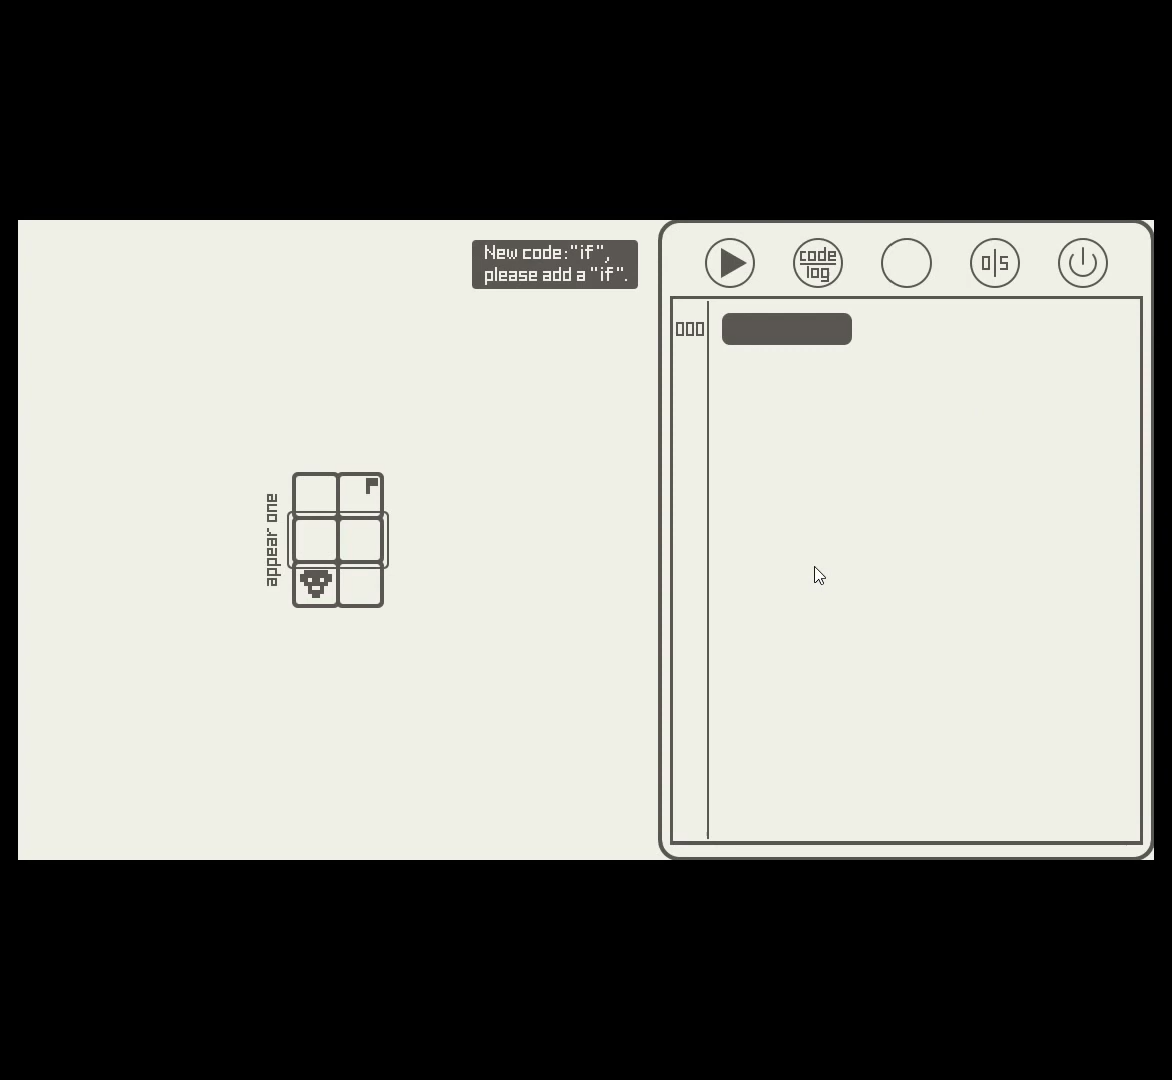 New code: "if",
please add a "if".
code
log
0|5
000
appear one